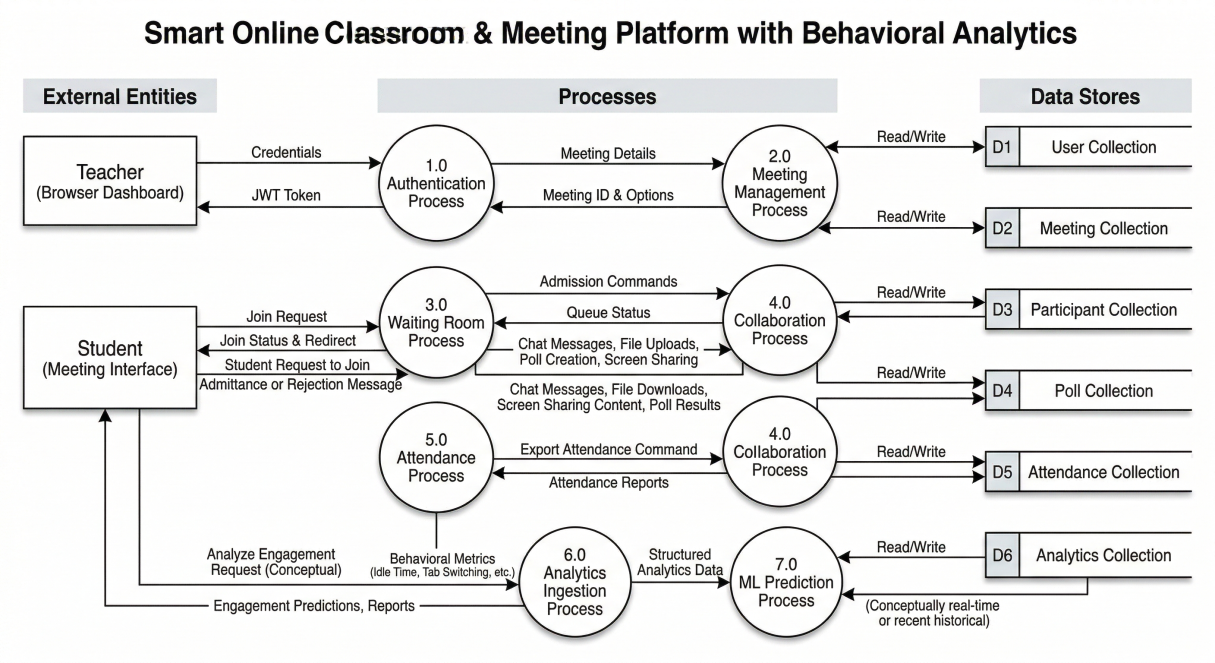 Smart Online Classroom & Meeting Platform with Behavioral Analytics
External Entities
Processes
Data Stores
Teacher
(Browser Dashboard)
Credentials
JWT Token
1.0
Authentication
Process
Meeting Details
Meeting ID & Options
2.0
Meeting
Management
Process
Read/Write
D1
User Collection
Read/Write
D2
Meeting Collection
Student
(Meeting Interface)
Join Request
Join Status & Redirect
Student Request to Join
Admittance or Rejection Message
3.0
Waiting Room
Process
Admission Commands
Queue Status
Chat Messages, File Uploads,
Poll Creation, Screen Sharing
Chat Messages, File Downloads,
Screen Sharing Content, Poll Results
4.0
Collaboration
Process
Read/Write
D3
Participant Collection
Read/Write
D4
Poll Collection
5.0
Attendance
Process
Export Attendance Command
Attendance Reports
4.0
Collaboration
Process
Read/Write
D5
Attendance Collection
Analyze Engagement
Request (Conceptual)
Engagement Predictions, Reports
Behavioral Metrics
(Idle Time, Tab Switching, etc.)
6.0
Analytics
Ingestion
Process
Structured
Analytics Data
7.0
ML Prediction
Process
Read/Write
D6
Analytics Collection
(Conceptually real-time
or recent historical)